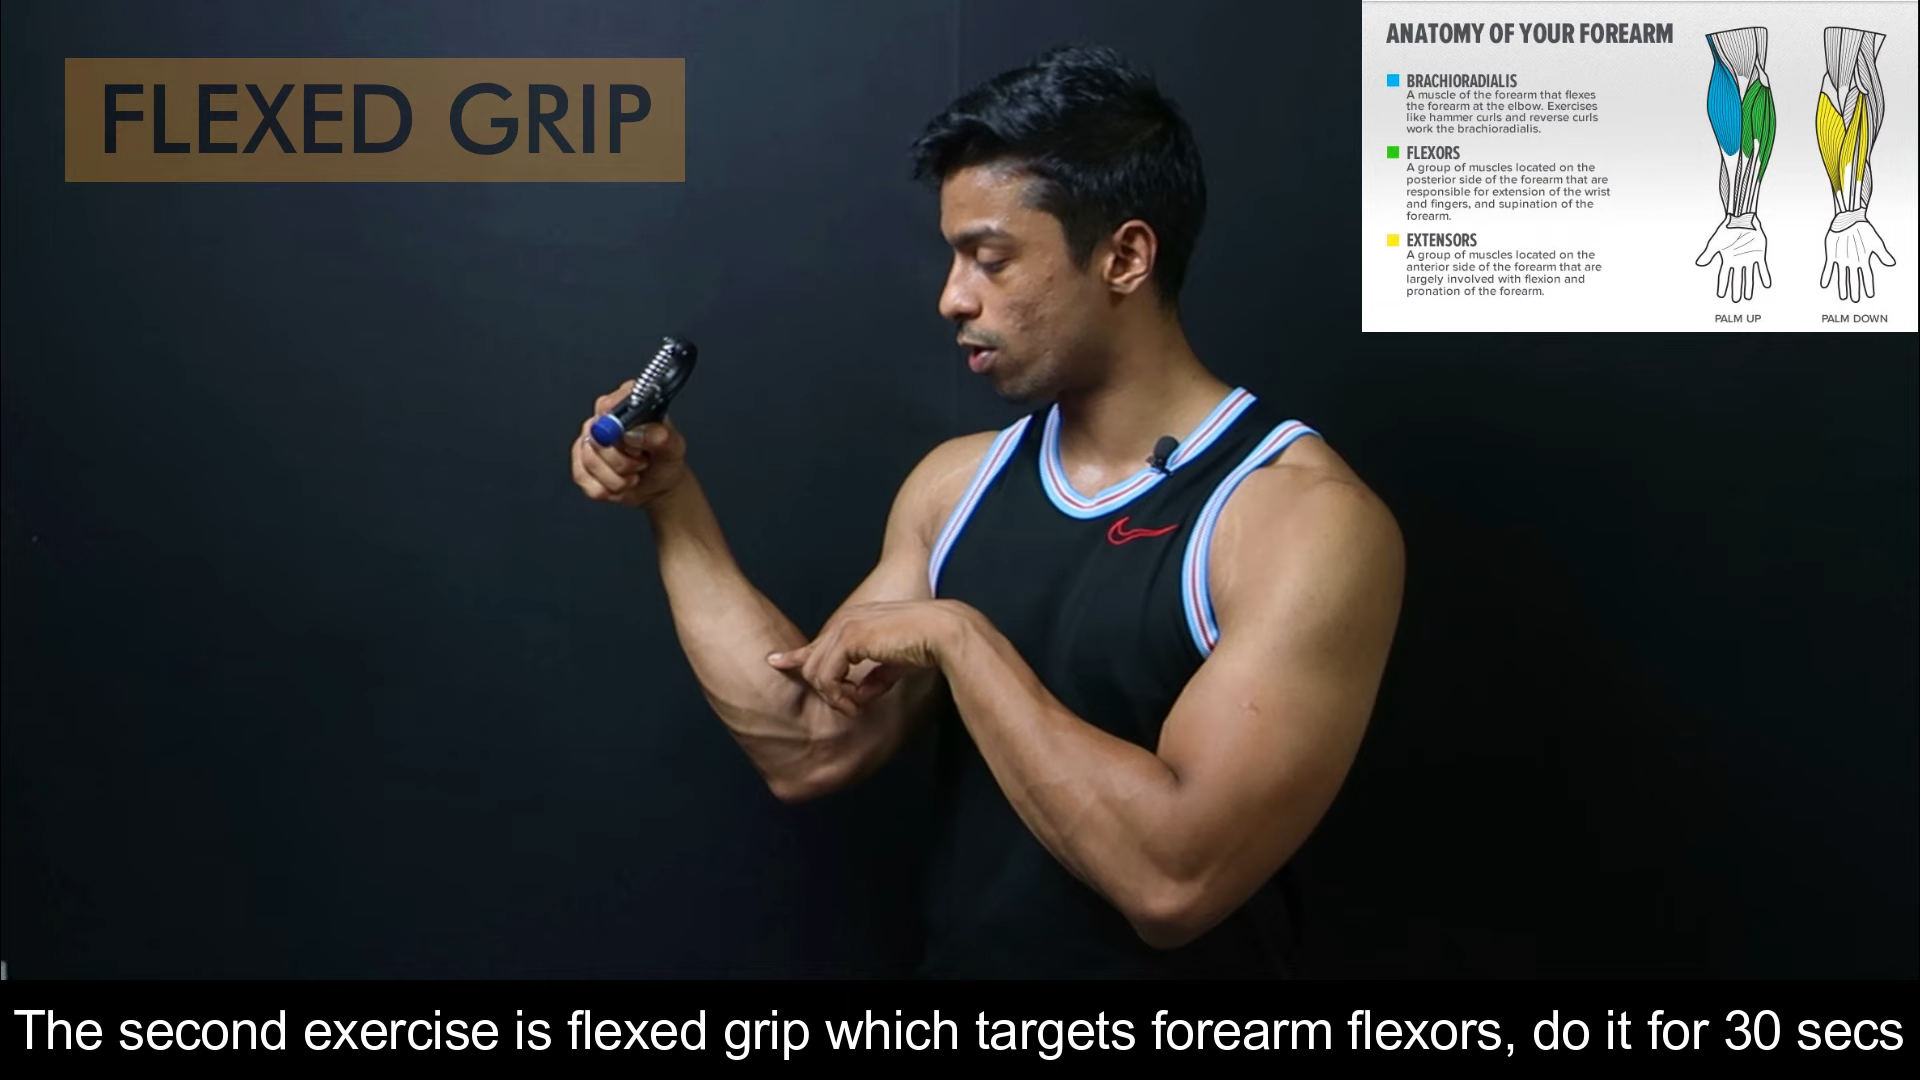 FLEXED GRIP
ANATOMY OF YOUR FOREARM
BRACHIORADIALIS
A muscle of the forearm that flexes
the forearm at the elbow. Exercises
like hammer curls and reverse curls
work the brachioradialis.
FLEXORS
A group of muscles located on the
posterior side of the forearm that are
responsible for extension of the wrist
and fingers, and supination of the
forearm.
EXTENSORS
A group of muscles located on the
anterior side of the forearm that are
largely involved with flexion and
pronation of the forearm.
PALM UP
PALM DOWN
The second exercise is flexed grip which targets forearm flexors, do it for 30 secs